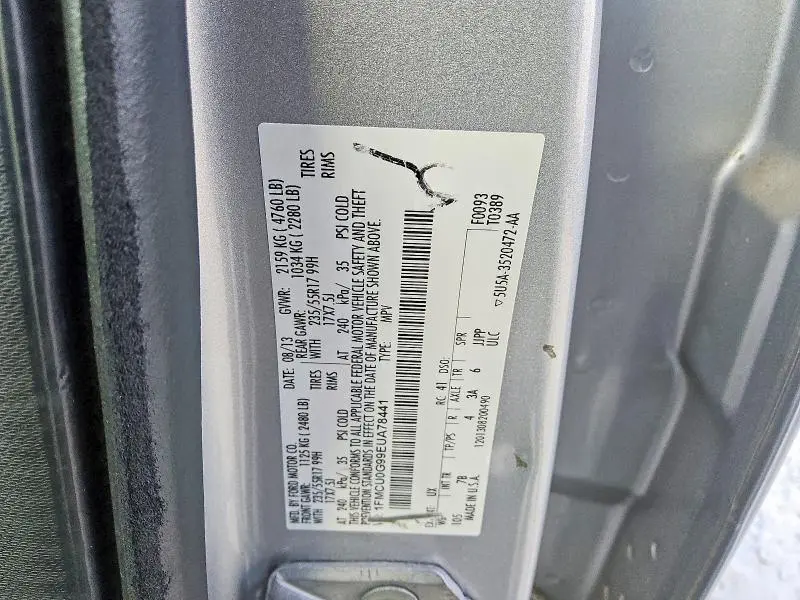 MFD. BY FORD MOTOR CO.
DATE: 08/13 GVWR: 2159 KG ( 4760 LB)
FRONT GAWR: 1125 KG ( 2480 LB) REAR GAWR: 1034 KG ( 2280 LB)
235/55R17 99H TIRES WITH 235/55R17 99H TIRES
17X7.5J RIMS 17X7.5J RIMS
AT 240 kPa/ 35 PSI COLD AT 240 kPa/ 35 PSI COLD
THIS VEHICLE CONFORMS TO ALL APPLICABLE FEDERAL MOTOR VEHICLE SAFETY AND THEFT
PREVENTION STANDARDS IN EFFECT ON THE DATE OF MANUFACTURE SHOWN ABOVE.
1FMCU0G99EUA78441 TYPE: MPV
F0093
T0389
EXT UX RC: 41 DSO:
INT TR TP/PS R AXLE TR SPR
105 7B 4 3A 6 JJPP
MADE IN U.S.A. ULC
1201308200490
▽5U5A-3520472-AA